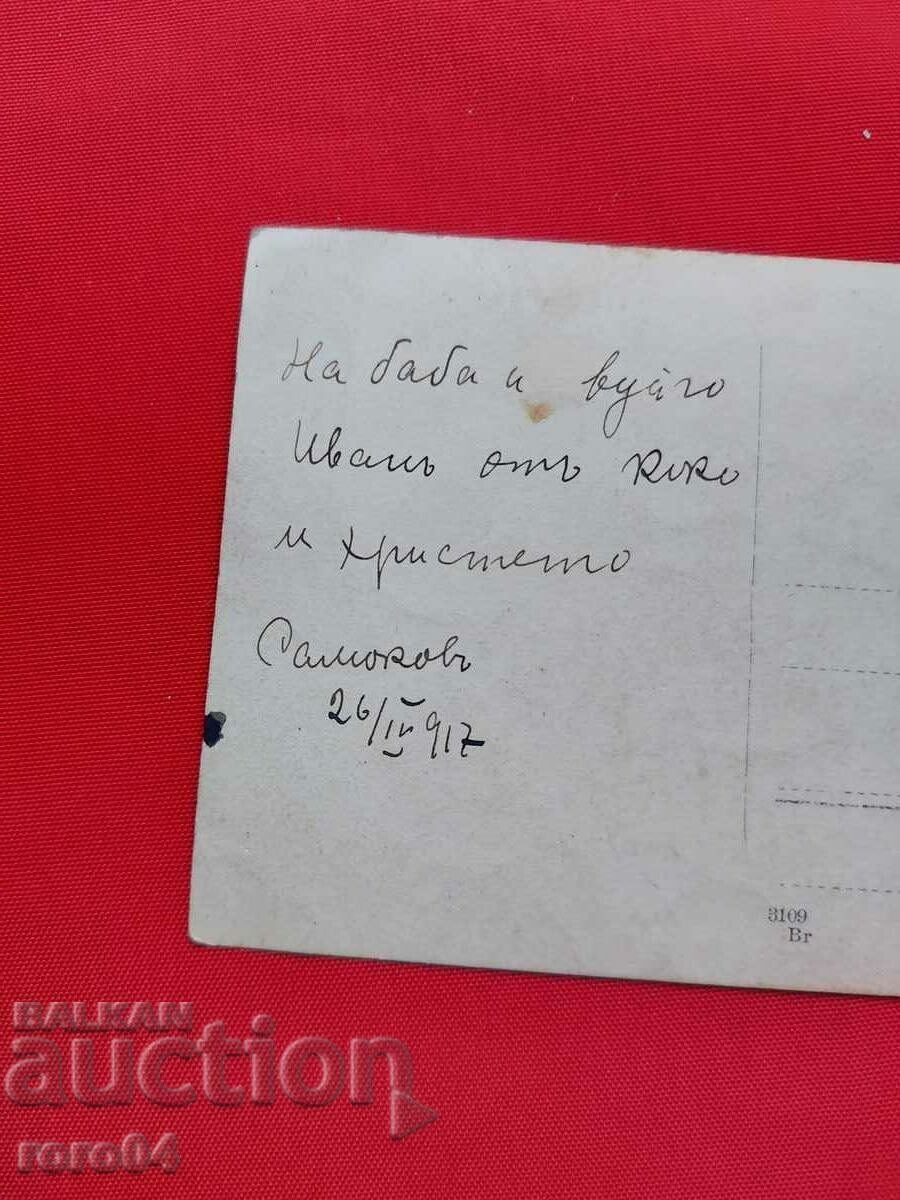 На баба и вуйчо
Иванъ отъ Коко
и Христето
Самоковъ
26/IV 917
3109
Br
BALKAN
auction
roro04